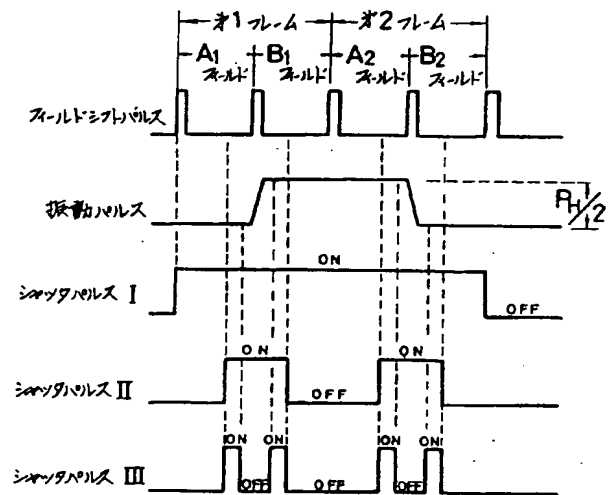 第1フレーム 第2フレーム
A1 B1 A2 B2
フィールド フィールド フィールド フィールド
フィールドシフトパルス
振動パルス
PH/2
ON
シャッタパルス I
OFF
ON ON
シャッタパルス II
OFF
ON ON ON ON
シャッタパルス III
OFF OFF OFF